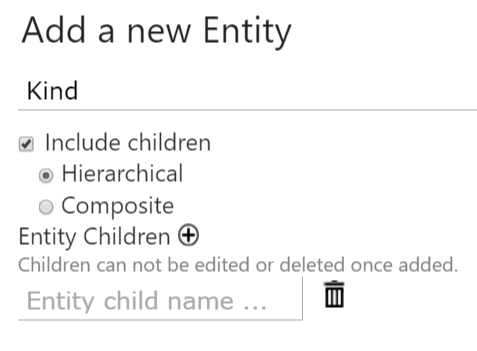 Add a new Entity
Kind
Include children
Hierarchical
Composite
Entity Children
Children can not be edited or deleted once added.
Entity child name ...